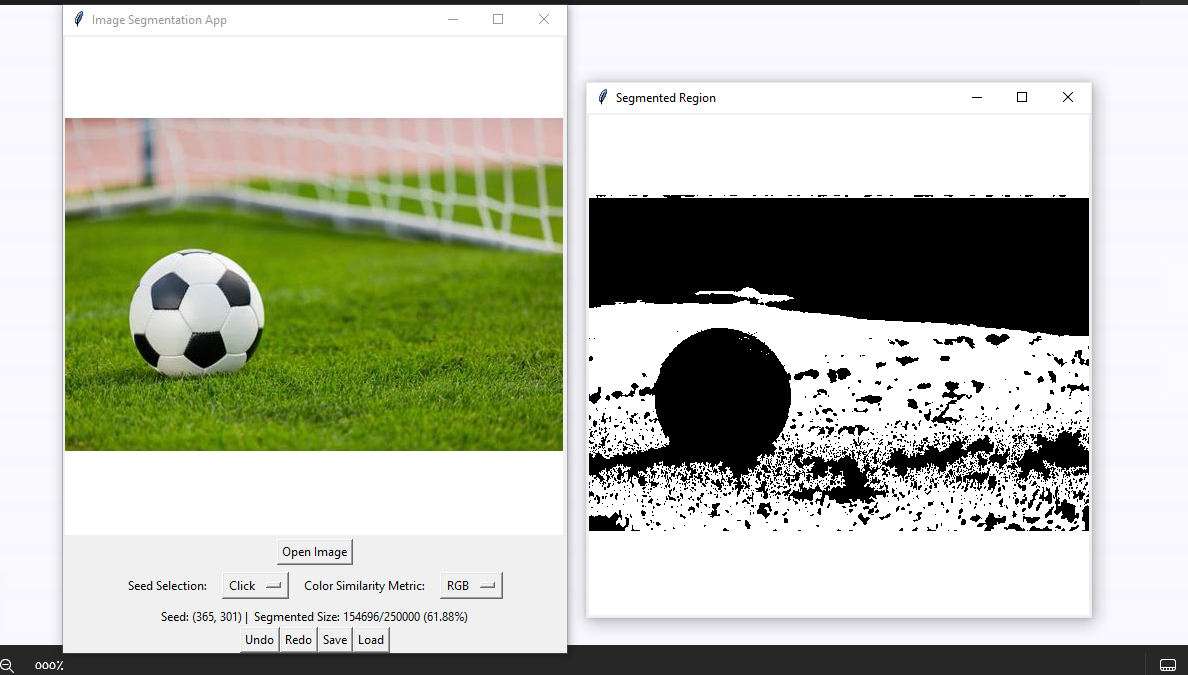 Image Segmentation App
Segmented Region
Open Image
Seed Selection: Click Color Similarity Metric: RGB
Seed: (365, 301) | Segmented Size: 154696/250000 (61.88%)
Undo Redo Save Load
000%